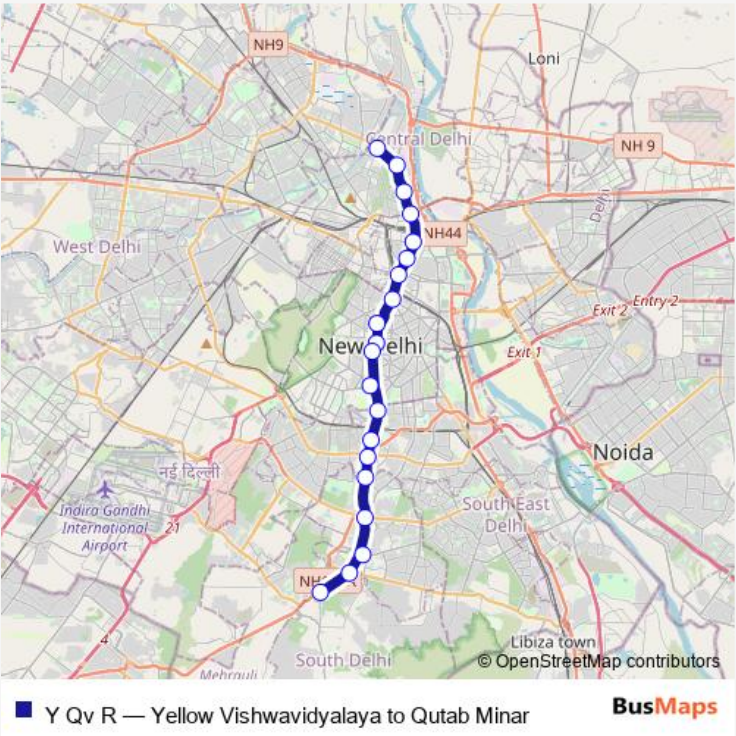 NH9
Loni
Central Delhi
NH 9
Delhi
NH44
West Delhi
Exit 2
Entry 2
New Delhi
Exit 1
Noida
नई दिल्ली
Indira Gandhi
International
Airport
21
South East
Delhi
NH
4
Libiza town
South Delhi
Mehrauli
© OpenStreetMap contributors
Y Qv R — Yellow Vishwavidyalaya to Qutab Minar
BusMaps